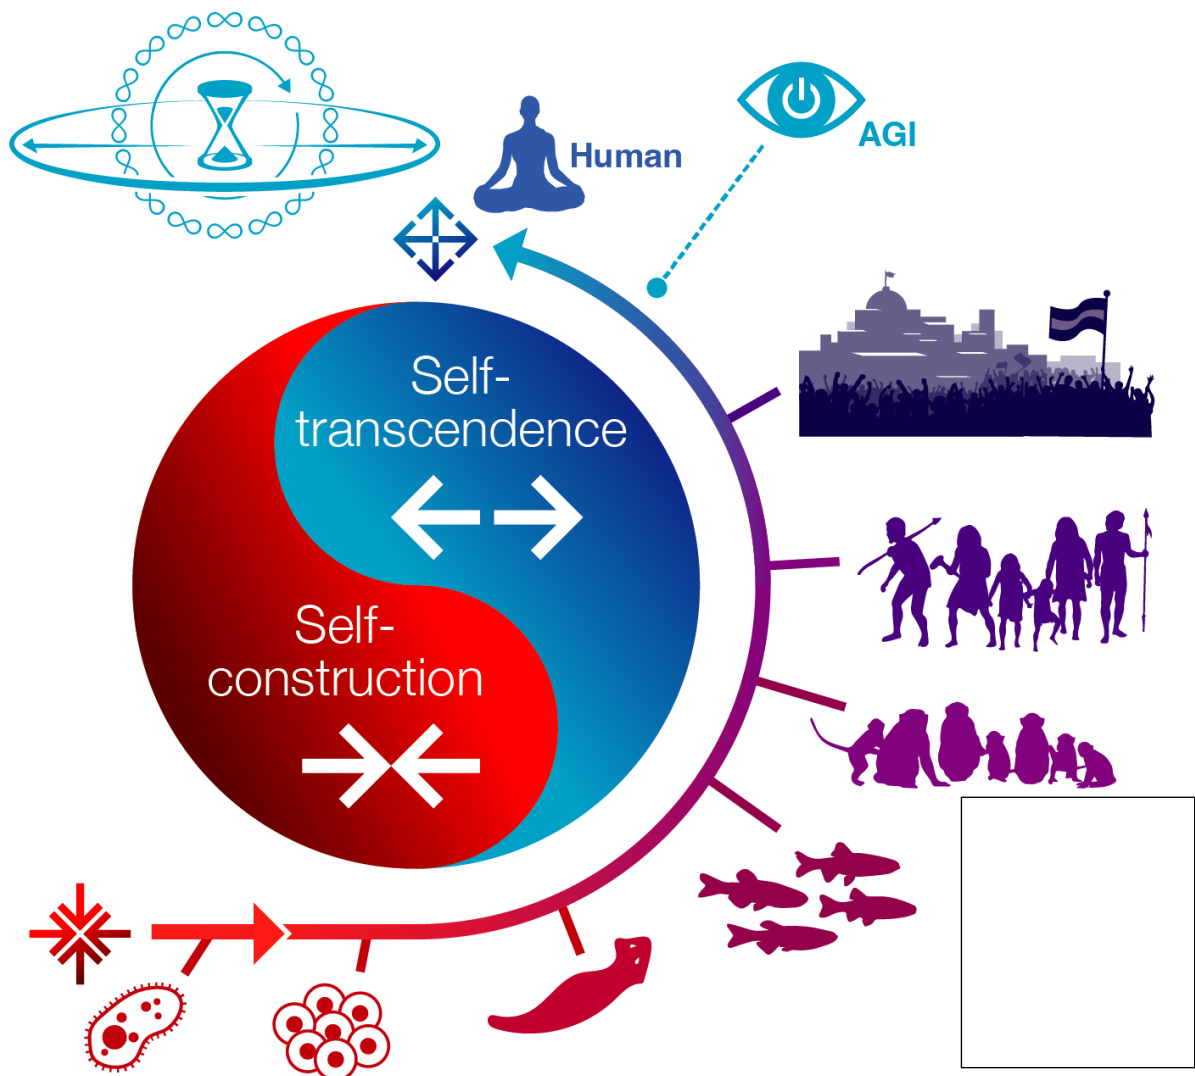 Human
AGI
Self-
transcendence
Self-
construction